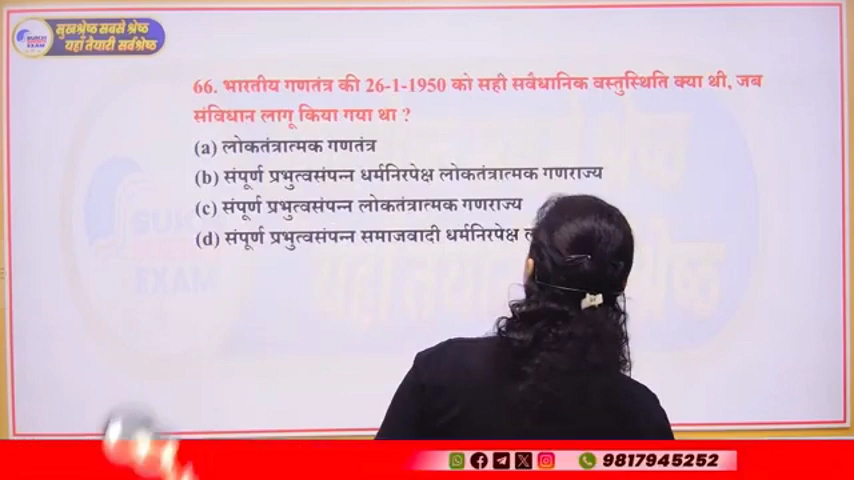 सुखश्रेष्ठ सबसे श्रेष्ठ
यहाँ तैयारी सर्वश्रेष्ठ
EXAM
66. भारतीय गणतंत्र की 26-1-1950 को सही सवैधानिक वस्तुस्थिति क्या थी, जब
संविधान लागू किया गया था ?
(a) लोकतंत्रात्मक गणतंत्र
(b) संपूर्ण प्रभुत्वसंपन्न धर्मनिरपेक्ष लोकतंत्रात्मक गणराज्य
(c) संपूर्ण प्रभुत्वसंपन्न लोकतंत्रात्मक गणराज्य
(d) संपूर्ण प्रभुत्वसंपन्न समाजवादी धर्मनिरपेक्ष
9817945252